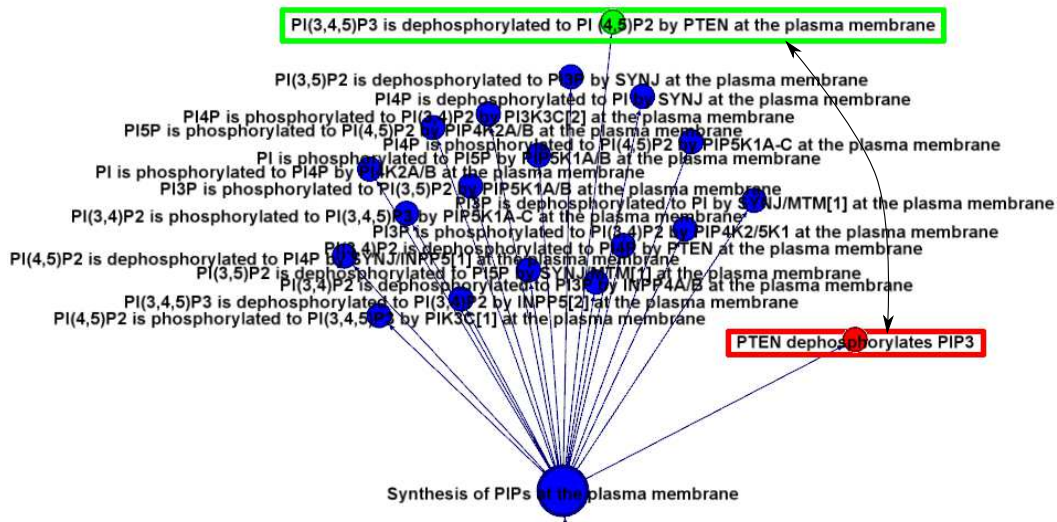 PI(3,4,5)P3 is dephosphorylated to PI (4,5)P2 by PTEN at the plasma membrane
PI(3,5)P2 is dephosphorylated to PI3P by SYNJ at the plasma membrane
PI4P is dephosphorylated to PI by SYNJ at the plasma membrane
PI4P is phosphorylated to PI(3,4)P2 by PI3K3C[2] at the plasma membrane
PI5P is phosphorylated to PI(4,5)P2 by PIP4K2A/B at the plasma membrane
PI4P is phosphorylated to PI(4,5)P2 by PIP5K1A-C at the plasma membrane
PI is phosphorylated to PI5P by PIP5K1A/B at the plasma membrane
PI is phosphorylated to PI4P by PI4K2A/B at the plasma membrane
PI3P is phosphorylated to PI(3,5)P2 by PIP5K1A/B at the plasma membrane
PI3P is dephosphorylated to PI by SYNJ/MTM[1] at the plasma membrane
PI(3,4)P2 is phosphorylated to PI(3,4,5)P3 by PIP5K1A-C at the plasma membrane
PI3P is phosphorylated to PI(3,4)P2 by PIP4K2/5K1 at the plasma membrane
PI(3,4)P2 is dephosphorylated to PI4P by PTEN at the plasma membrane
PI(4,5)P2 is dephosphorylated to PI4P by SYNJ/INPP5[1] at the plasma membrane
PI(3,5)P2 is dephosphorylated to PI5P by SYNJ/MTM[1] at the plasma membrane
PI(3,4)P2 is dephosphorylated to PI3P by INPP4A/B at the plasma membrane
PI(3,4,5)P3 is dephosphorylated to PI(3,4)P2 by INPP5[2] at the plasma membrane
PI(4,5)P2 is phosphorylated to PI(3,4,5)P3 by PIK3C[1] at the plasma membrane
PTEN dephosphorylates PIP3
Synthesis of PIPs at the plasma membrane